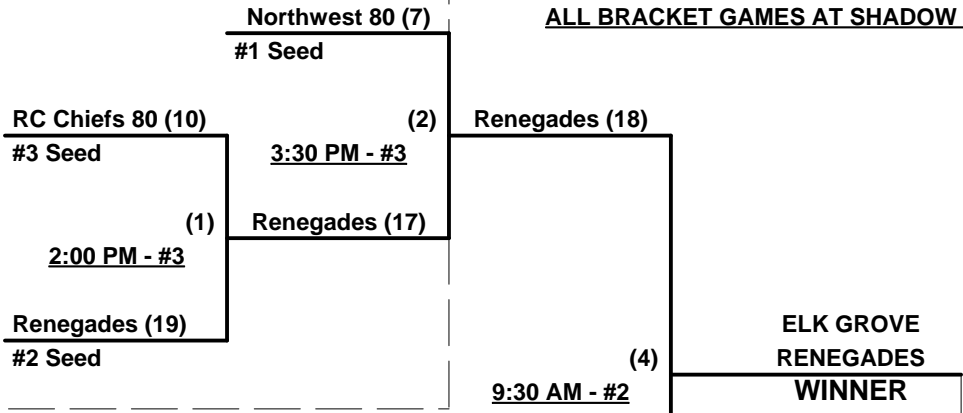 Northwest 80 (7)
ALL BRACKET GAMES AT SHADOW
#1 Seed
RC Chiefs 80 (10)
(2)
Renegades (18)
#3 Seed
3:30 PM - #3
(1)
Renegades (17)
2:00 PM - #3
Renegades (19)
ELK GROVE
#2 Seed
(4)
RENEGADES
9:30 AM - #2
WINNER